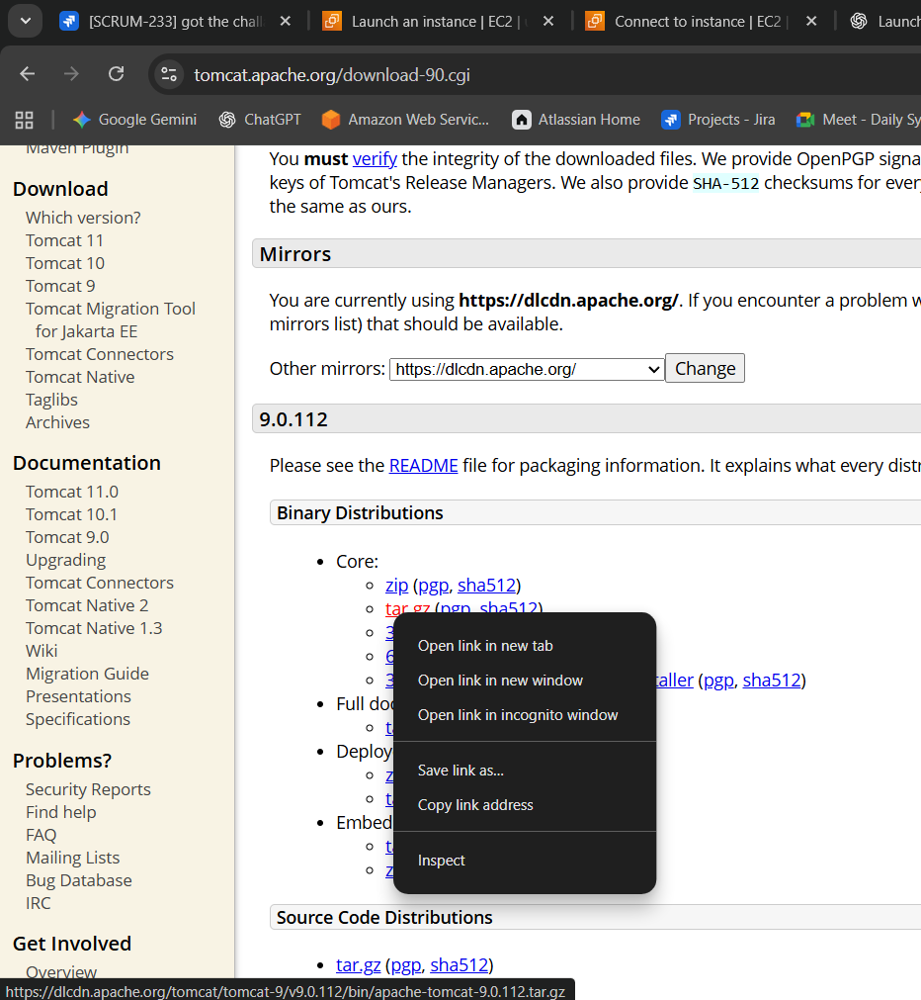 [SCRUM-233] got the chall
Launch an instance | EC2 |
Connect to instance | EC2
Launch
tomcat.apache.org/download-90.cgi
Google Gemini
ChatGPT
Amazon Web Servic...
Atlassian Home
Projects - Jira
Meet - Daily Sy
Maven Plugin
Download
Which version?
Tomcat 11
Tomcat 10
Tomcat 9
Tomcat Migration Tool
for Jakarta EE
Tomcat Connectors
Tomcat Native
Taglibs
Archives
Documentation
Tomcat 11.0
Tomcat 10.1
Tomcat 9.0
Upgrading
Tomcat Connectors
Tomcat Native 2
Tomcat Native 1.3
Wiki
Migration Guide
Presentations
Specifications
Problems?
Security Reports
Find help
FAQ
Mailing Lists
Bug Database
IRC
Get Involved
Overview
You must verify the integrity of the downloaded files. We provide OpenPGP signa
keys of Tomcat's Release Managers. We also provide SHA-512 checksums for every
the same as ours.
Mirrors
You are currently using https://dlcdn.apache.org/. If you encounter a problem w
mirrors list) that should be available.
Other mirrors: https://dlcdn.apache.org/ Change
9.0.112
Please see the README file for packaging information. It explains what every distr
Binary Distributions
Core:
zip (pgp, sha512)
tar.gz (pgp, sha512)
3
6
3 taller (pgp, sha512)
Full doc
ta
Deploy
z
ta
Embed
ta
z
Open link in new tab
Open link in new window
Open link in incognito window
Save link as...
Copy link address
Inspect
Source Code Distributions
tar.gz (pgp, sha512)
https://dlcdn.apache.org/tomcat/tomcat-9/v9.0.112/bin/apache-tomcat-9.0.112.tar.gz